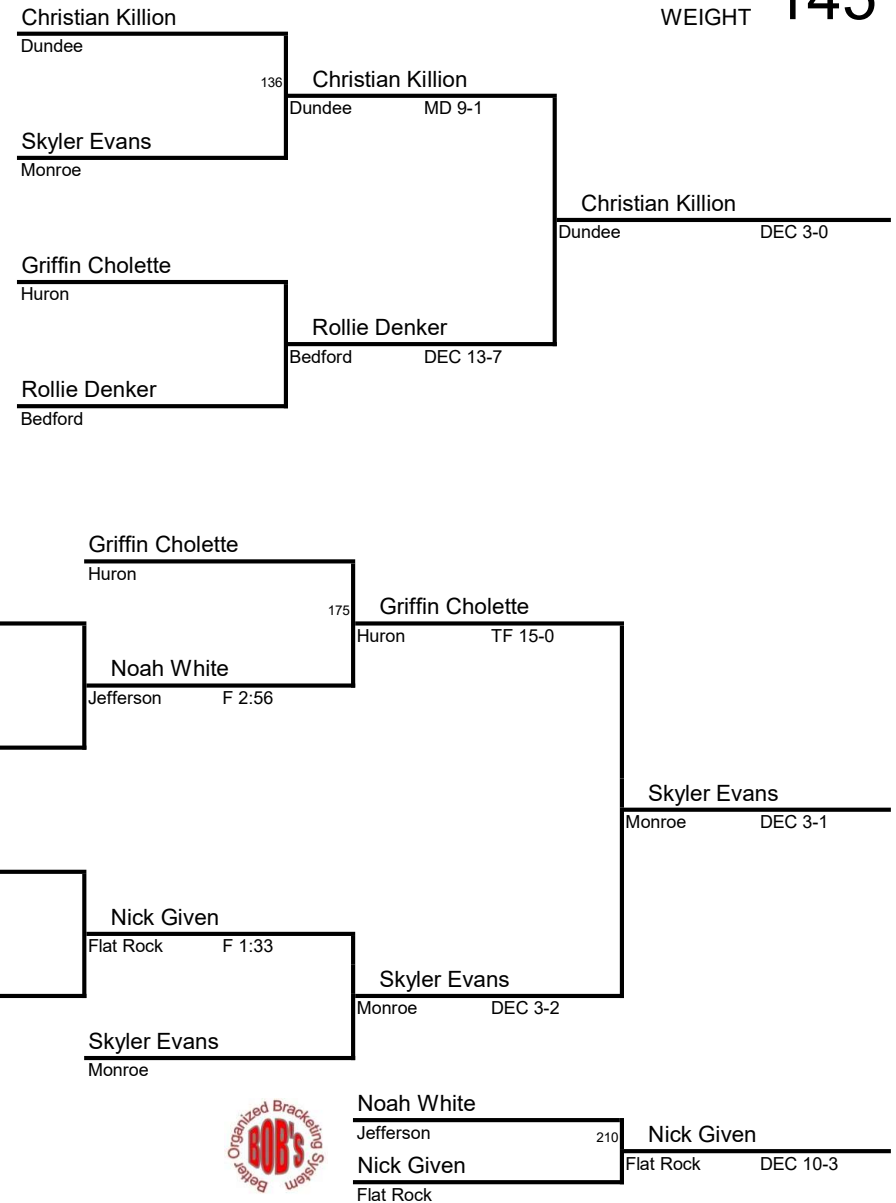 Christian Killion
WEIGHT 145
Dundee
136 Christian Killion
Dundee MD 9-1
Skyler Evans
Monroe
Christian Killion
Dundee DEC 3-0
Griffin Cholette
Huron
Rollie Denker
Bedford DEC 13-7
Rollie Denker
Bedford
Griffin Cholette
Huron
175 Griffin Cholette
Huron TF 15-0
Noah White
Jefferson F 2:56
Skyler Evans
Monroe DEC 3-1
Nick Given
Flat Rock F 1:33
Skyler Evans
Monroe DEC 3-2
Skyler Evans
Monroe
Noah White
Jefferson
210 Nick Given
Flat Rock DEC 10-3
Nick Given
Flat Rock
Better Organized Bracketing System
BOB's